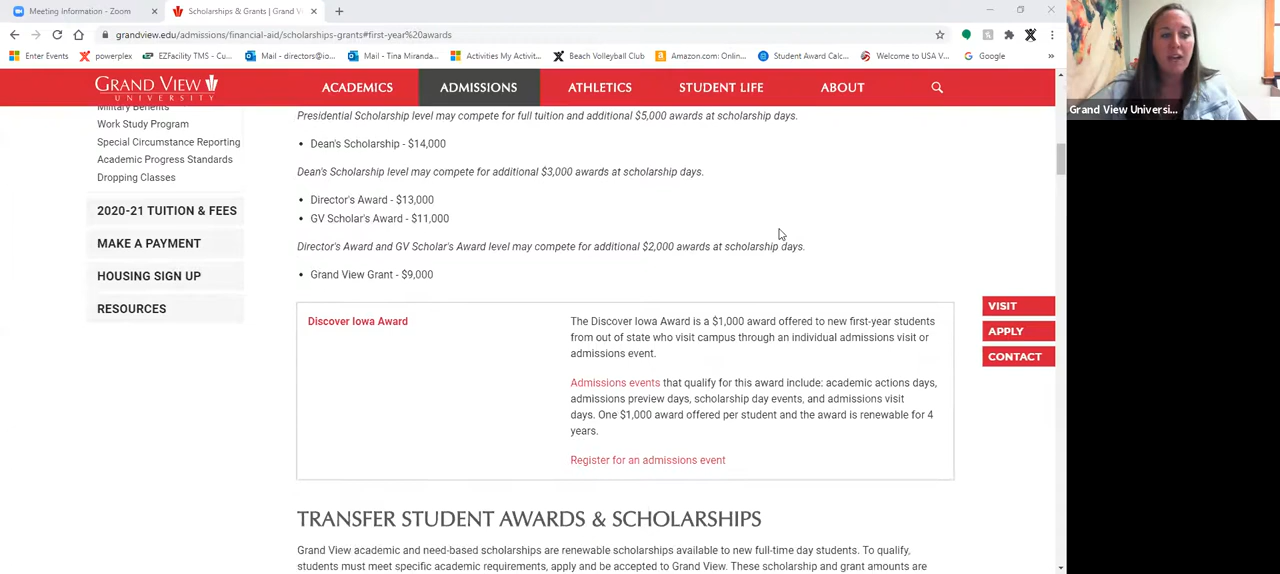 Meeting Information - Zoom
Scholarships & Grants | Grand Vi
grandview.edu/admissions/financial-aid/scholarships-grants#first-year%20awards
Enter Events
powerplex
EZFacility TMS - Cu...
Mail - directors@io...
Mail - Tina Miranda...
Activities My Activit...
Beach Volleyball Club
Amazon.com: Onlin...
Student Award Calc...
Welcome to USA V...
Google
GRAND VIEW
UNIVERSITY
ACADEMICS
ADMISSIONS
ATHLETICS
STUDENT LIFE
ABOUT
Grand View Universi...
Military Benefits
Work Study Program
Special Circumstance Reporting
Academic Progress Standards
Dropping Classes
2020-21 TUITION & FEES
MAKE A PAYMENT
HOUSING SIGN UP
RESOURCES
Presidential Scholarship level may compete for full tuition and additional $5,000 awards at scholarship days.
• Dean's Scholarship - $14,000
Dean's Scholarship level may compete for additional $3,000 awards at scholarship days.
• Director's Award - $13,000
• GV Scholar's Award - $11,000
Director's Award and GV Scholar's Award level may compete for additional $2,000 awards at scholarship days.
• Grand View Grant - $9,000
Discover Iowa Award
The Discover Iowa Award is a $1,000 award offered to new first-year students
from out of state who visit campus through an individual admissions visit or
admissions event.
Admissions events that qualify for this award include: academic actions days,
admissions preview days, scholarship day events, and admissions visit
days. One $1,000 award offered per student and the award is renewable for 4
years.
Register for an admissions event
VISIT
APPLY
CONTACT
TRANSFER STUDENT AWARDS & SCHOLARSHIPS
Grand View academic and need-based scholarships are renewable scholarships available to new full-time day students. To qualify,
students must meet specific academic requirements, apply and be accepted to Grand View. These scholarship and grant amounts are